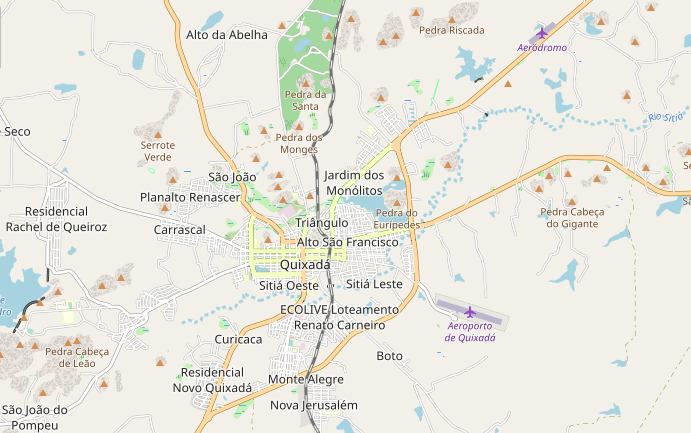 Pedra Riscada
Alto da Abelha
Aeródromo
Pedra da
Santa
Rio Sitiá
e Seco
Serrote
Verde
Pedra dos
Monges
São João
Jardim dos
Monólitos
Planalto Renascer
Residencial
Rachel de Queiroz
Pedra do
Eurípedes
Pedra Cabeça
do Gigante
Triângulo
Carrascal
Alto São Francisco
Quixadá
Sitiá Oeste
Sitiá Leste
ECOLIVE Loteamento
Renato Carneiro
Aeroporto
de Quixadá
Curicaca
Pedra Cabeça
de Leão
Boto
Residencial
Novo Quixadá
Monte Alegre
Nova Jerusalém
São João do
Pompeu